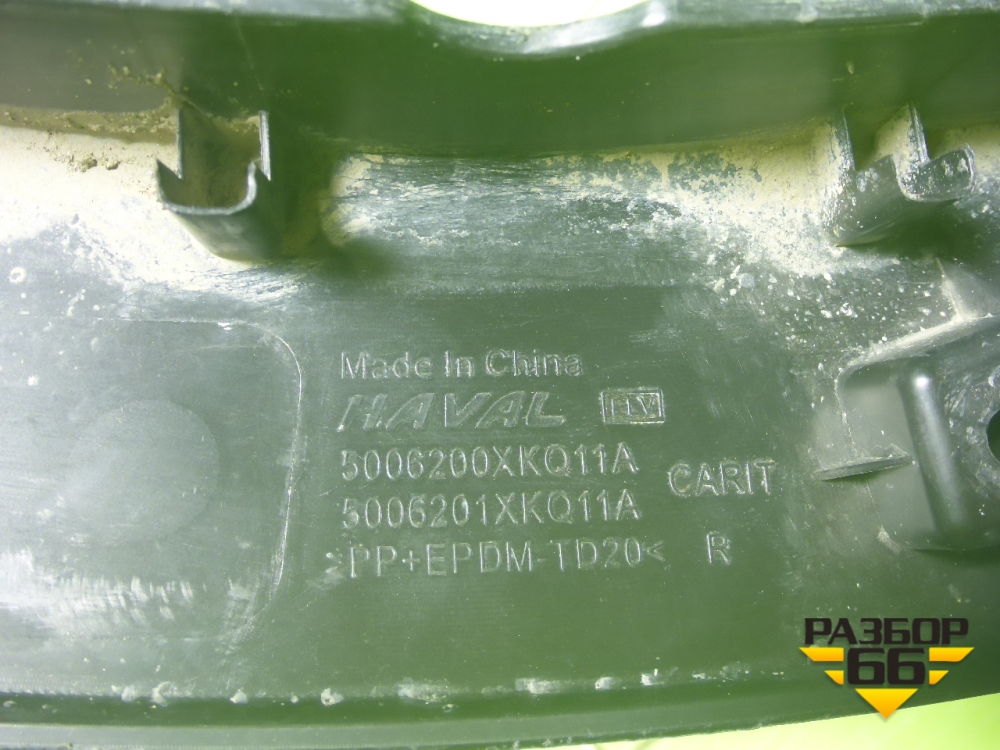 Made In China
HAVAL
5006200XKQ11A
CARIT
5006201XKQ11A
>PP+EPDM-TD20< R
РАЗБОР
66